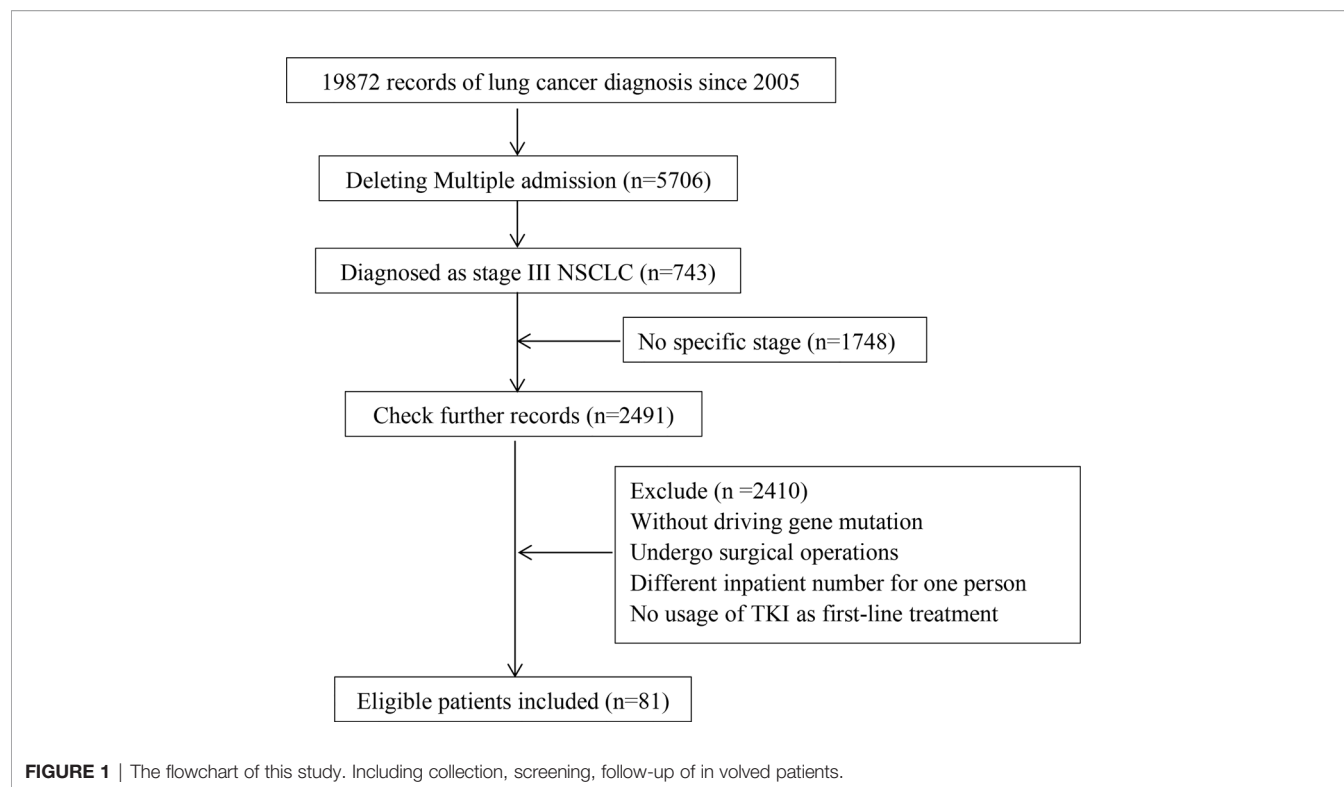 19872 records of lung cancer diagnosis since 2005
Deleting Multiple admission (n=5706)
Diagnosed as stage III NSCLC (n=743)
No specific stage (n=1748)
Check further records (n=2491)
Exclude (n =2410)
Without driving gene mutation
Undergo surgical operations
Different inpatient number for one person
No usage of TKI as first-line treatment
Eligible patients included (n=81)
FIGURE 1 | The flowchart of this study. Including collection, screening, follow-up of in volved patients.